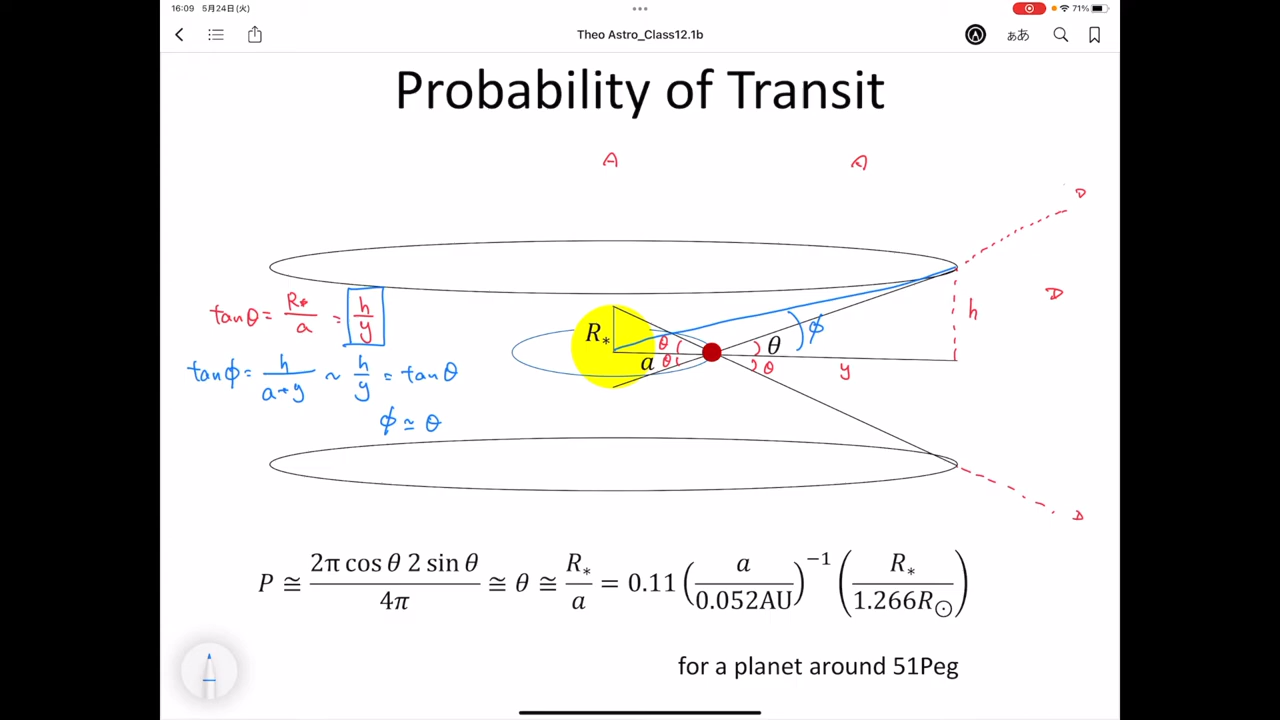 16:09 5月24日(火)
71%
Theo Astro_Class12.1b
ぁあ
Probability of Transit
A A
D
D
tanθ = R* / a = h / y
R*
θ
θ
a
θ
θ
ϕ
h
y
tanϕ = h / a+y ~ h / y = tanθ
ϕ ≃ θ
D
P ≅ 2π cos θ 2 sin θ / 4π ≅ θ ≅ R* / a = 0.11 (a / 0.052AU)⁻¹ (R* / 1.266R☉)
for a planet around 51Peg